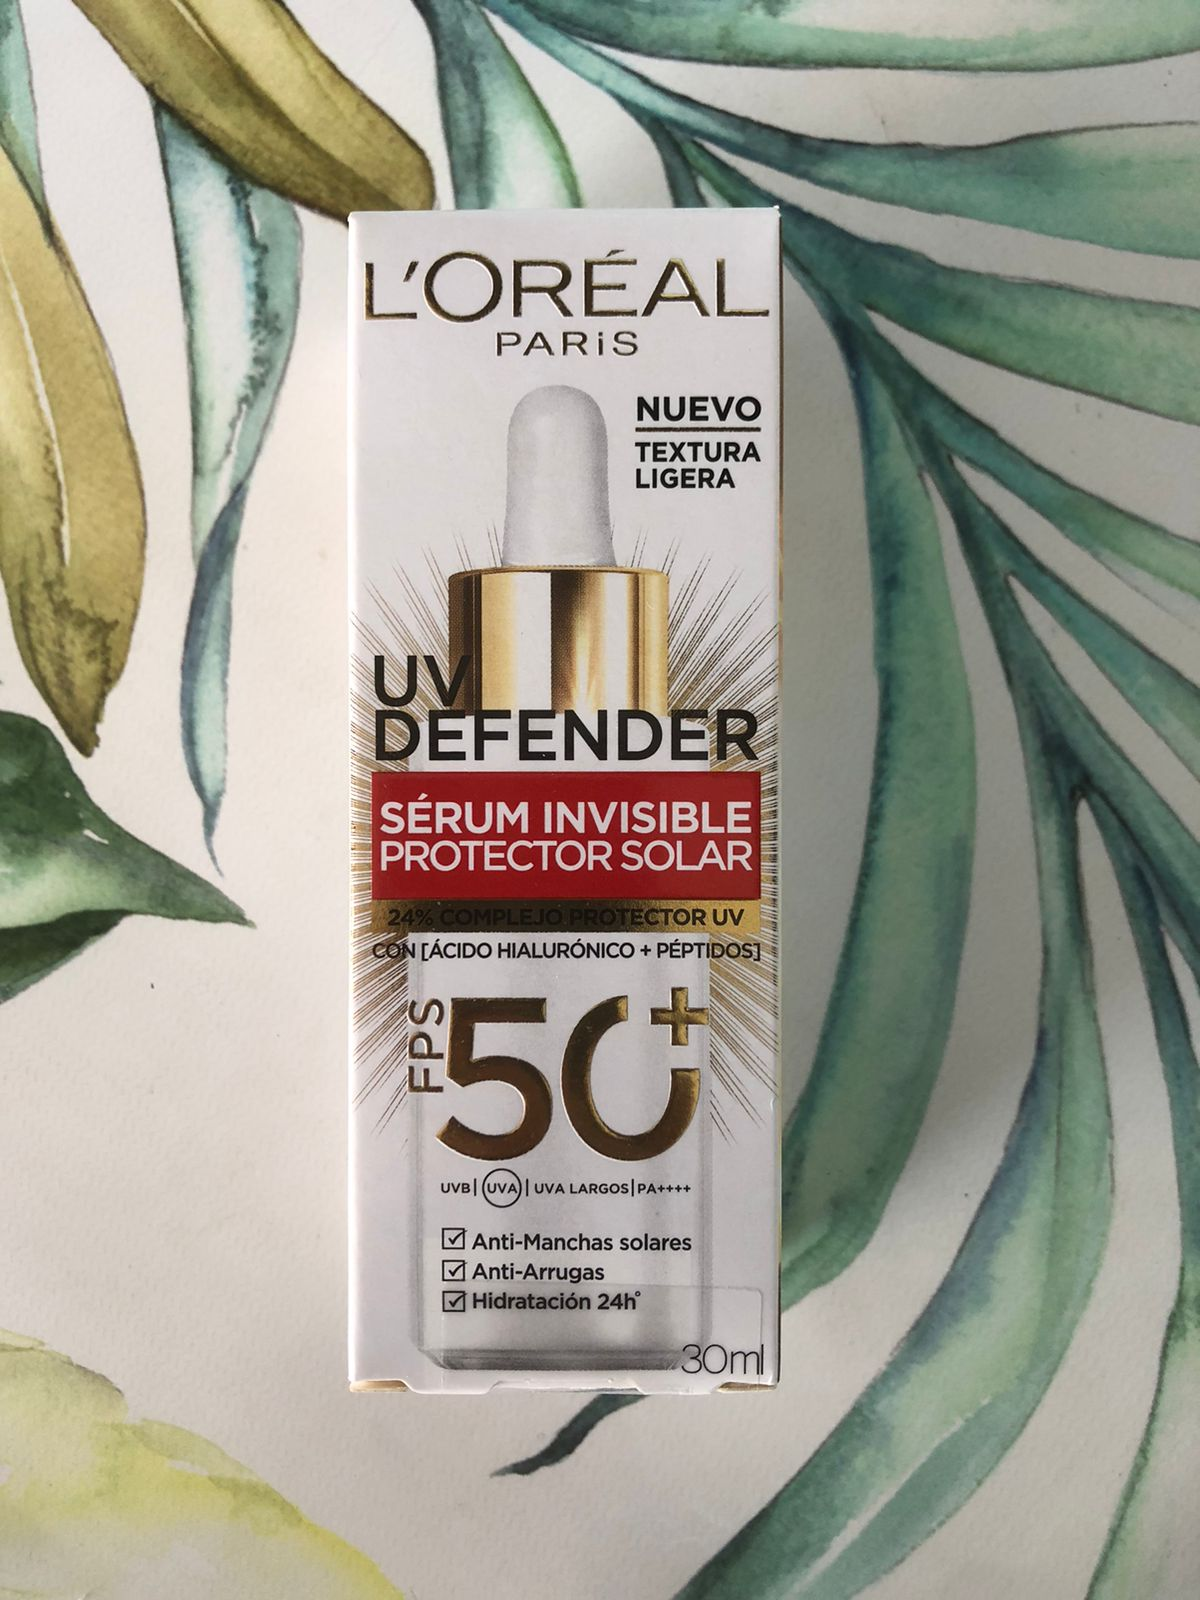 L'ORÉAL
PARiS
NUEVO
TEXTURA
LIGERA
UV
DEFENDER
SÉRUM INVISIBLE
PROTECTOR SOLAR
24% COMPLEJO PROTECTOR UV
CON [ÁCIDO HIALURÓNICO + PÉPTIDOS]
FPS 50+
UVB | UVA | UVA LARGOS | PA++++
☑ Anti-Manchas solares
☑ Anti-Arrugas
☑ Hidratación 24h°
30ml